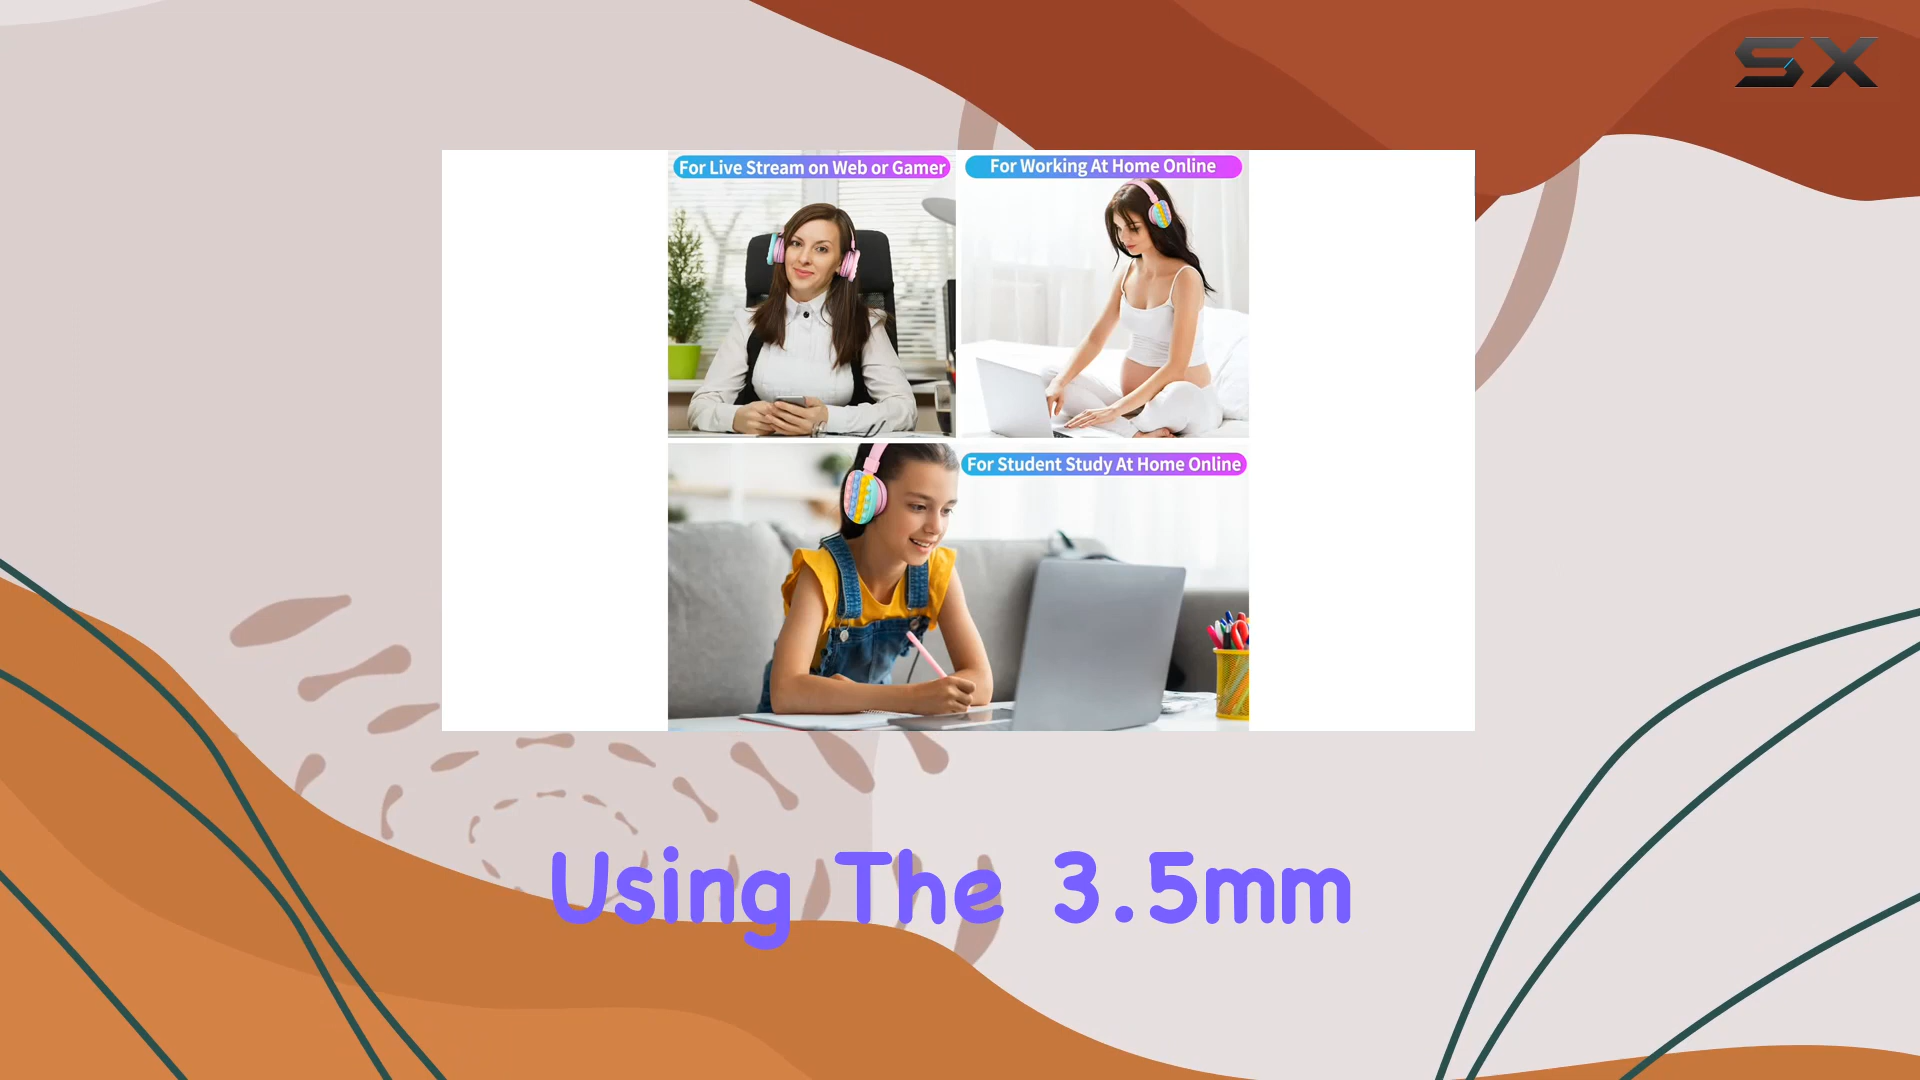 SX
For Live Stream on Web or Gamer
For Working At Home Online
For Student Study At Home Online
Using The 3.5mm